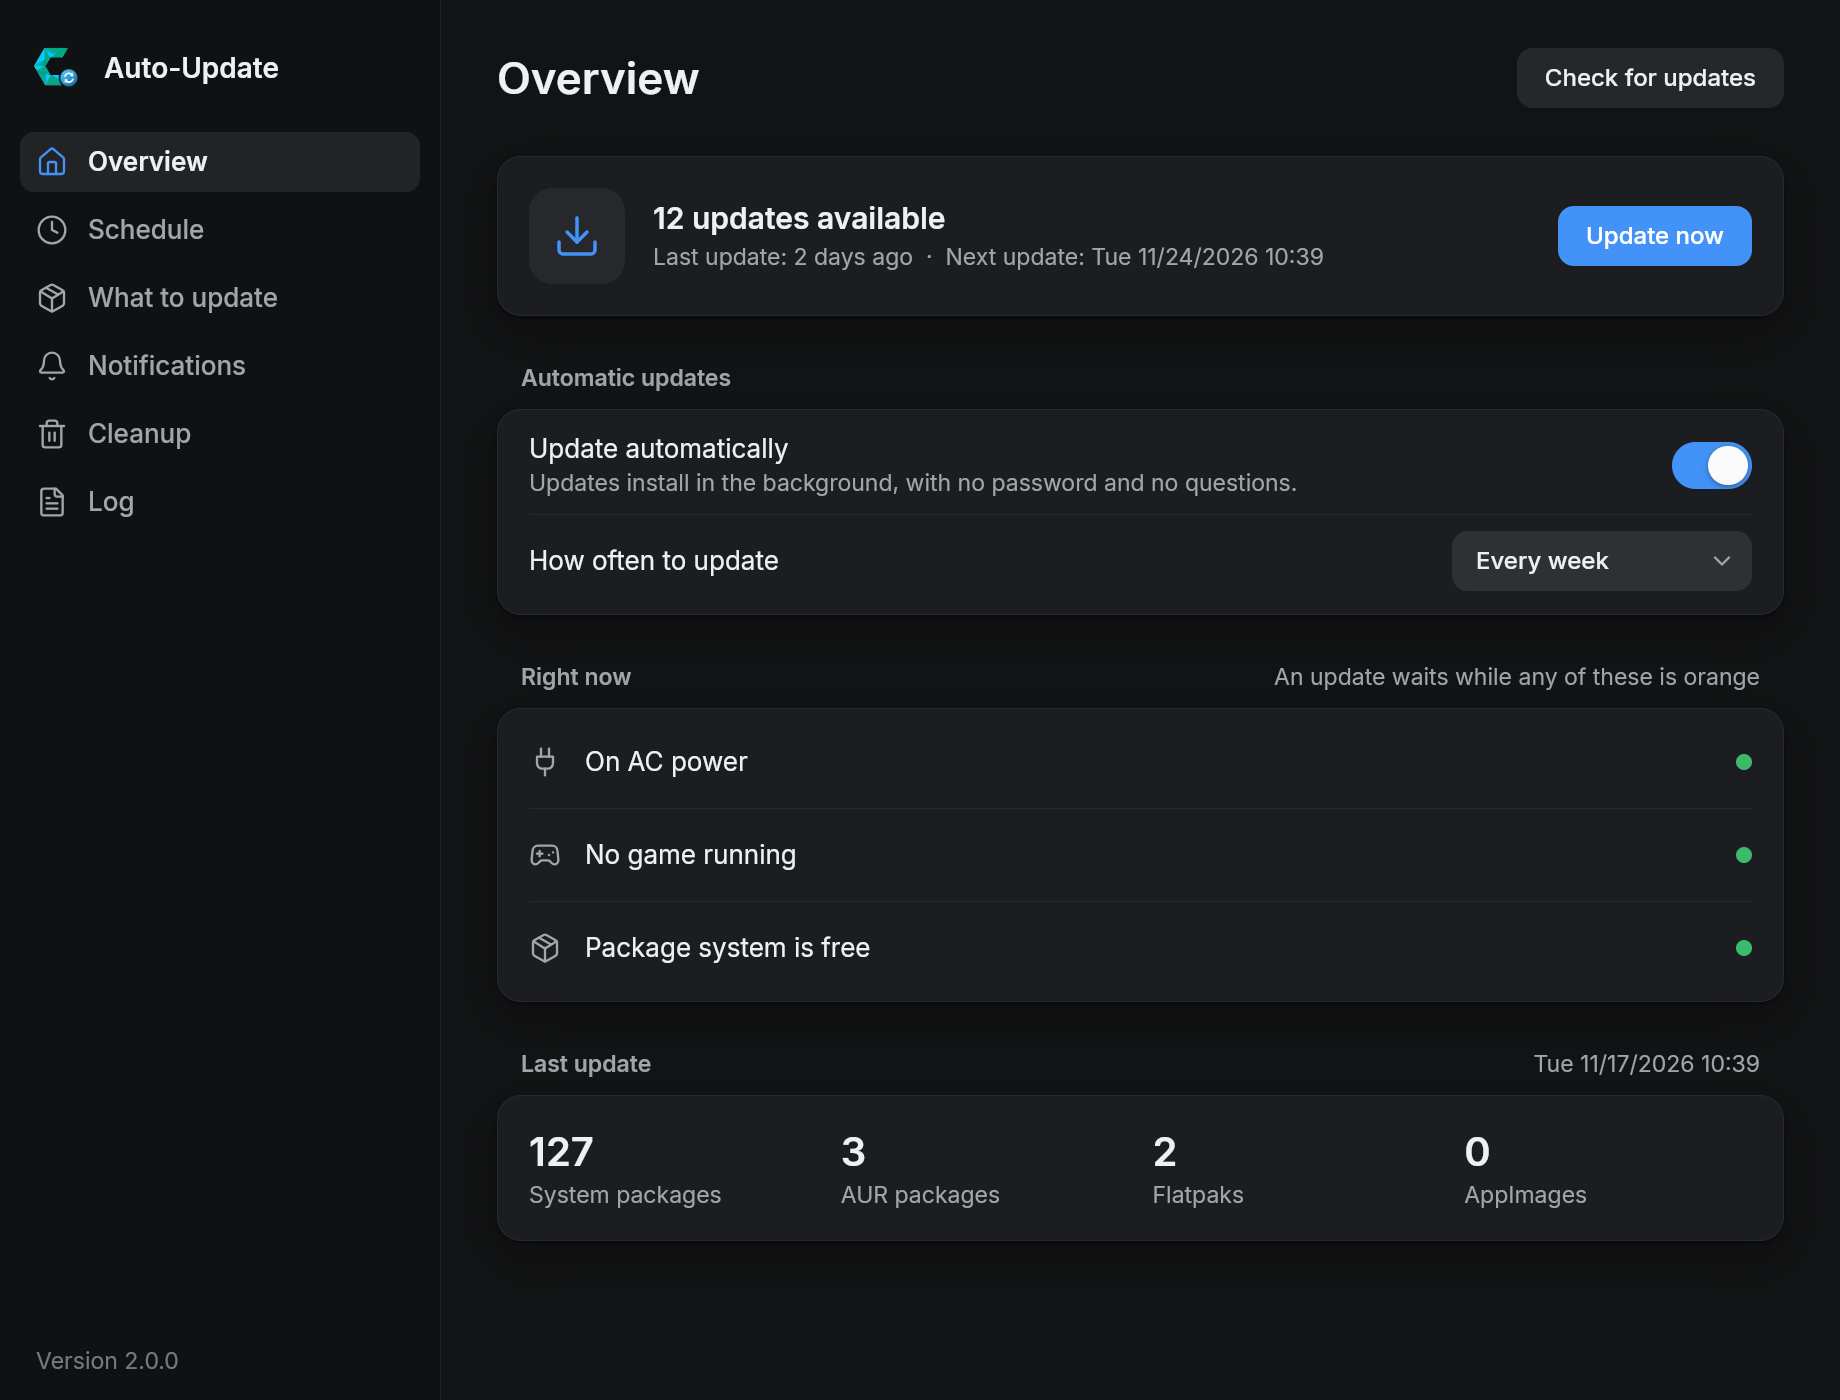 Auto-Update
Overview
Schedule
What to update
Notifications
Cleanup
Log
Version 2.0.0
Overview
Check for updates
12 updates available
Last update: 2 days ago · Next update: Tue 11/24/2026 10:39
Update now
Automatic updates
Update automatically
Updates install in the background, with no password and no questions.
How often to update
Every week
Right now
An update waits while any of these is orange
On AC power
No game running
Package system is free
Last update
Tue 11/17/2026 10:39
127
System packages
3
AUR packages
2
Flatpaks
0
AppImages